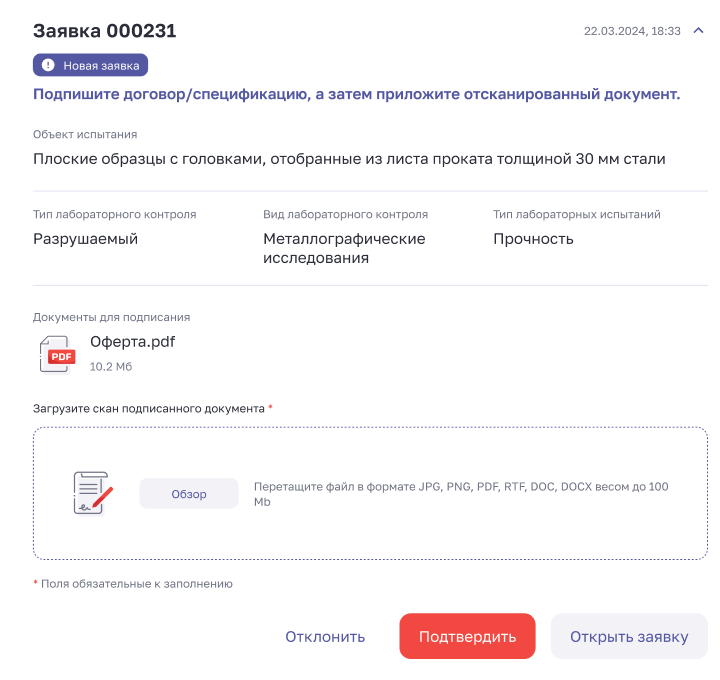 Заявка 000231
22.03.2024, 18:33
Новая заявка
Подпишите договор/спецификацию, а затем приложите отсканированный документ.
Объект испытания
Плоские образцы с головками, отобранные из листа проката толщиной 30 мм стали
Тип лабораторного контроля
Разрушаемый
Вид лабораторного контроля
Металлографические
исследования
Тип лабораторных испытаний
Прочность
Документы для подписания
PDF
Оферта.pdf
10.2 Мб
Загрузите скан подписанного документа *
Обзор
Перетащите файл в формате JPG, PNG, PDF, RTF, DOC, DOCX весом до 100
Mb
* Поля обязательные к заполнению
Отклонить
Подтвердить
Открыть заявку